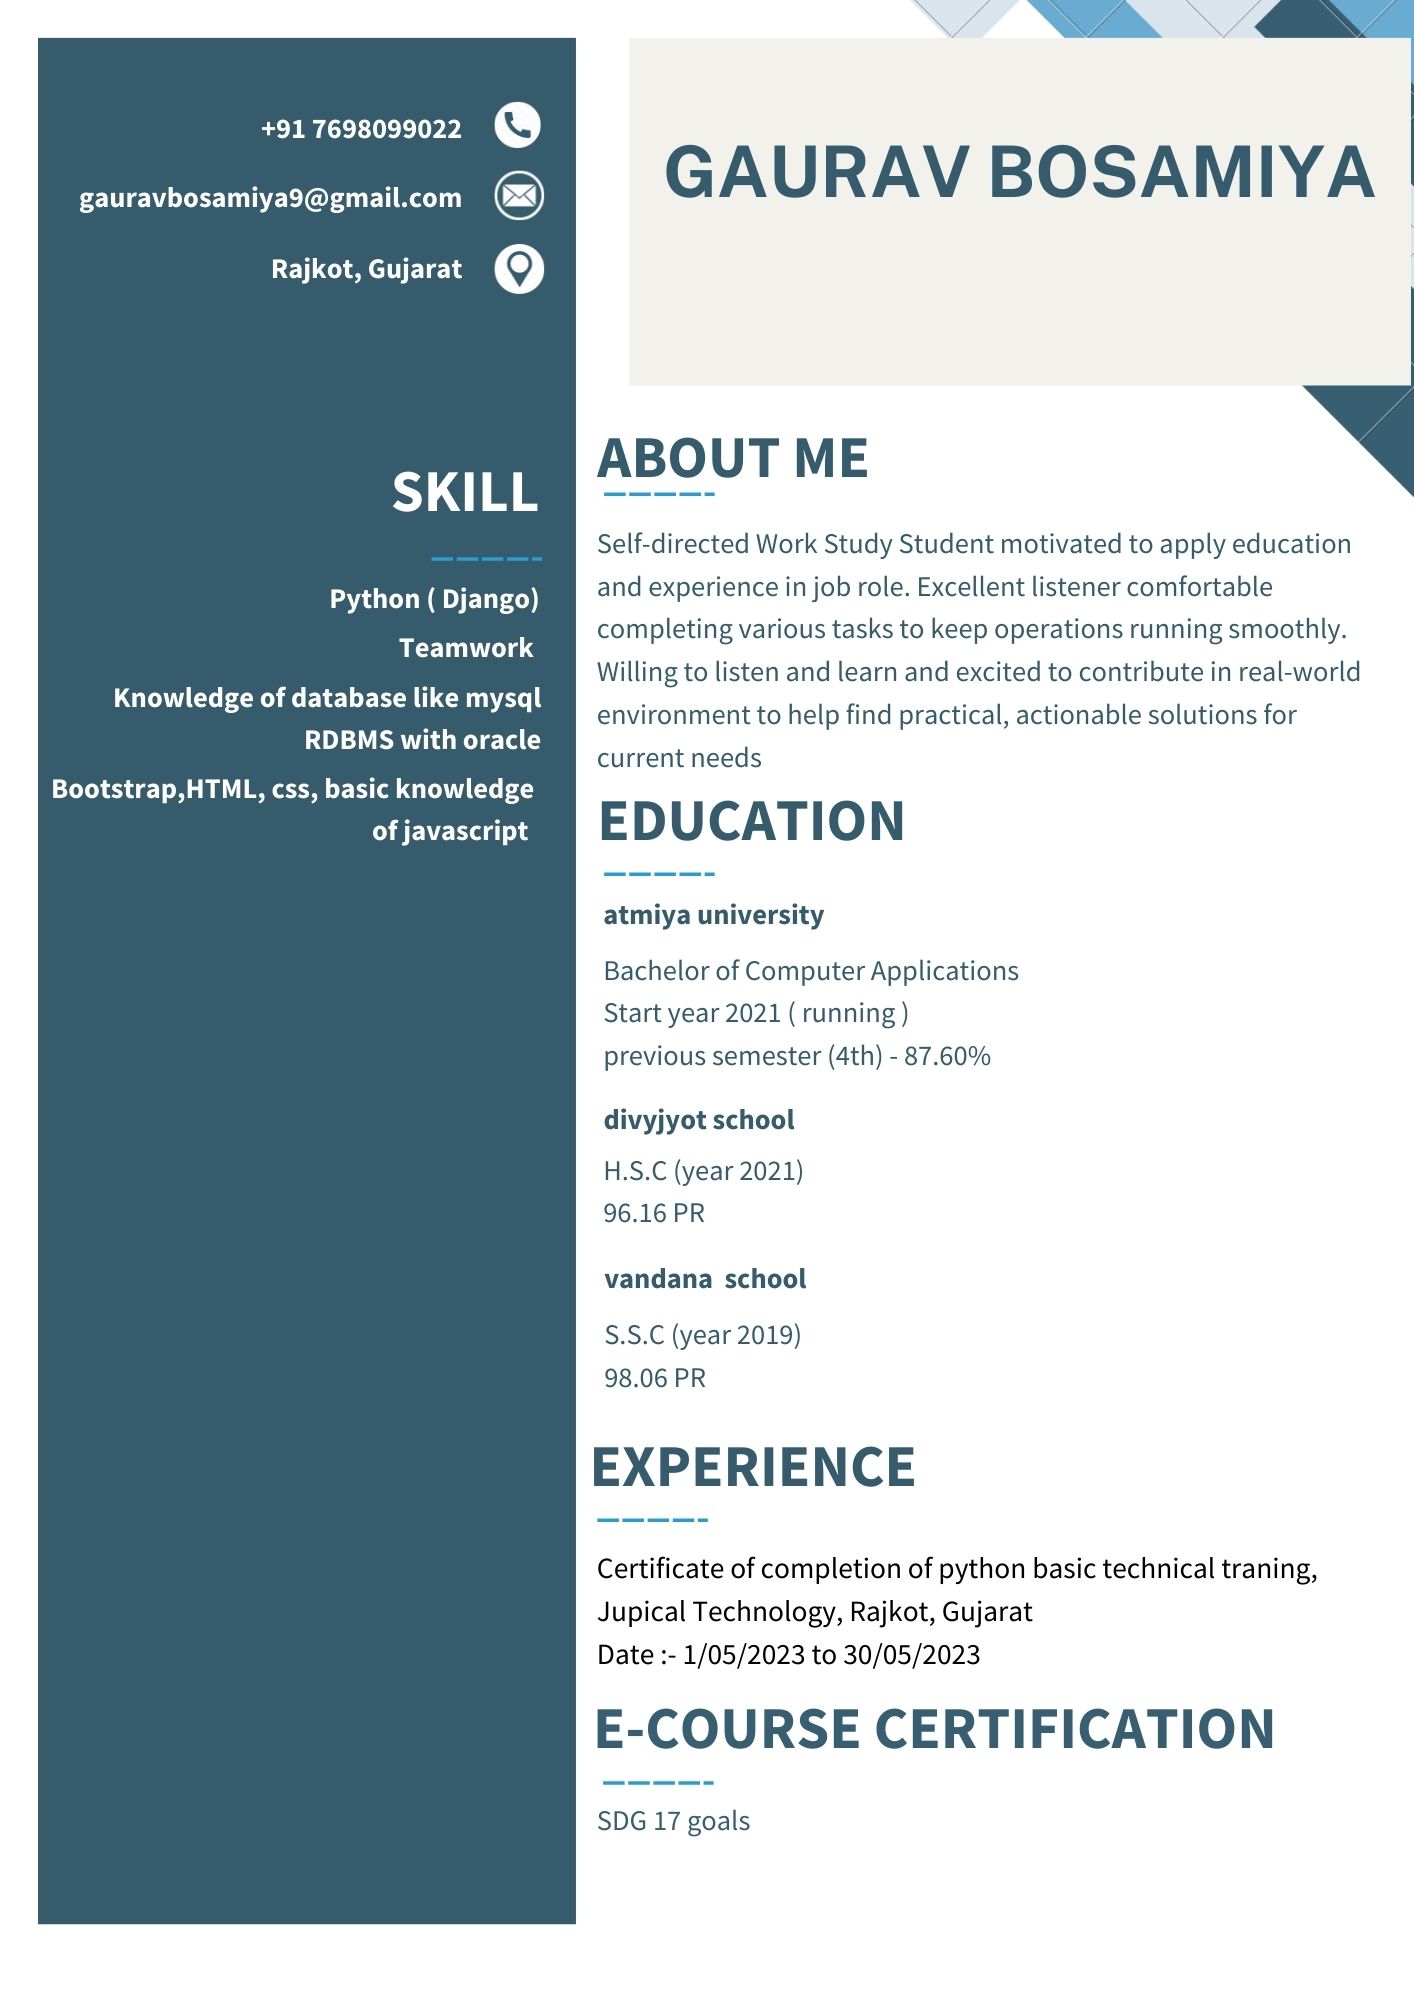 +91 7698099022
gauravbosamiya9@gmail.com
Rajkot, Gujarat
SKILL
Python ( Django)
Teamwork
Knowledge of database like mysql
RDBMS with oracle
Bootstrap,HTML, css, basic knowledge
of javascript
GAURAV BOSAMIYA
ABOUT ME
Self-directed Work Study Student motivated to apply education
and experience in job role. Excellent listener comfortable
completing various tasks to keep operations running smoothly.
Willing to listen and learn and excited to contribute in real-world
environment to help find practical, actionable solutions for
current needs
EDUCATION
atmiya university
Bachelor of Computer Applications
Start year 2021 ( running )
previous semester (4th) - 87.60%
divyjyot school
H.S.C (year 2021)
96.16 PR
vandana  school
S.S.C (year 2019)
98.06 PR
EXPERIENCE
Certificate of completion of python basic technical traning,
Jupical Technology, Rajkot, Gujarat
Date :- 1/05/2023 to 30/05/2023
E-COURSE CERTIFICATION
SDG 17 goals